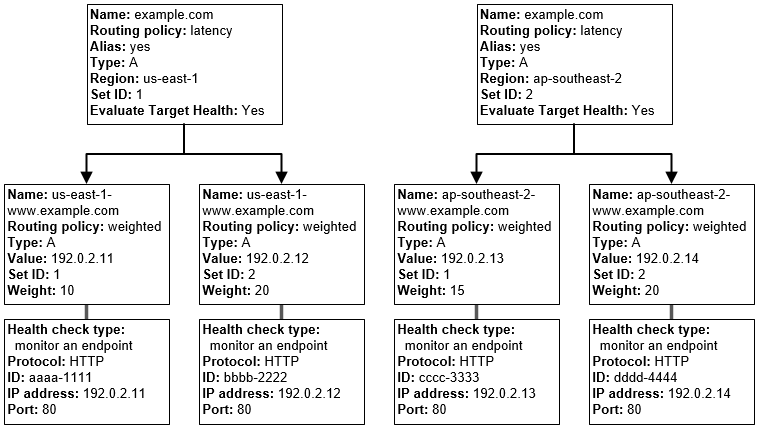 Name: example.com
Routing policy: latency
Alias: yes
Type: A
Region: us-east-1
Set ID: 1
Evaluate Target Health: Yes
Name: example.com
Routing policy: latency
Alias: yes
Type: A
Region: ap-southeast-2
Set ID: 2
Evaluate Target Health: Yes
Name: us-east-1-
www.example.com
Routing policy: weighted
Type: A
Value: 192.0.2.11
Set ID: 1
Weight: 10
Name: us-east-1-
www.example.com
Routing policy: weighted
Type: A
Value: 192.0.2.12
Set ID: 2
Weight: 20
Name: ap-southeast-2-
www.example.com
Routing policy: weighted
Type: A
Value: 192.0.2.13
Set ID: 1
Weight: 15
Name: ap-southeast-2-
www.example.com
Routing policy: weighted
Type: A
Value: 192.0.2.14
Set ID: 2
Weight: 20
Health check type:
monitor an endpoint
Protocol: HTTP
ID: aaaa-1111
IP address: 192.0.2.11
Port: 80
Health check type:
monitor an endpoint
Protocol: HTTP
ID: bbbb-2222
IP address: 192.0.2.12
Port: 80
Health check type:
monitor an endpoint
Protocol: HTTP
ID: cccc-3333
IP address: 192.0.2.13
Port: 80
Health check type:
monitor an endpoint
Protocol: HTTP
ID: dddd-4444
IP address: 192.0.2.14
Port: 80